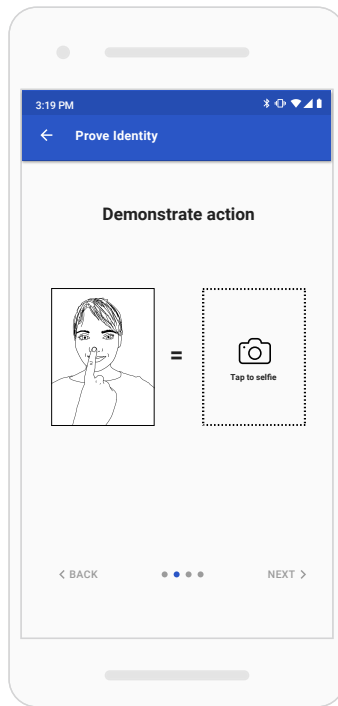 3:19 PM
Prove Identity
Demonstrate action
=
Tap to selfie
BACK
NEXT